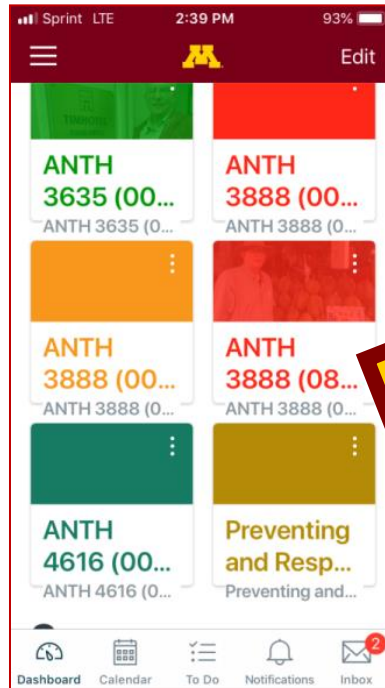 Sprint LTE 2:39 PM 93%
M Edit
ANTH
3635 (00...
ANTH 3635 (0...
ANTH
3888 (00...
ANTH 3888 (0...
ANTH
3888 (00...
ANTH 3888 (0...
ANTH
3888 (08...
ANTH 3888 (0...
ANTH
4616 (00...
ANTH 4616 (0...
Preventing
and Resp...
Preventing and...
2
Dashboard Calendar To Do Notifications Inbox